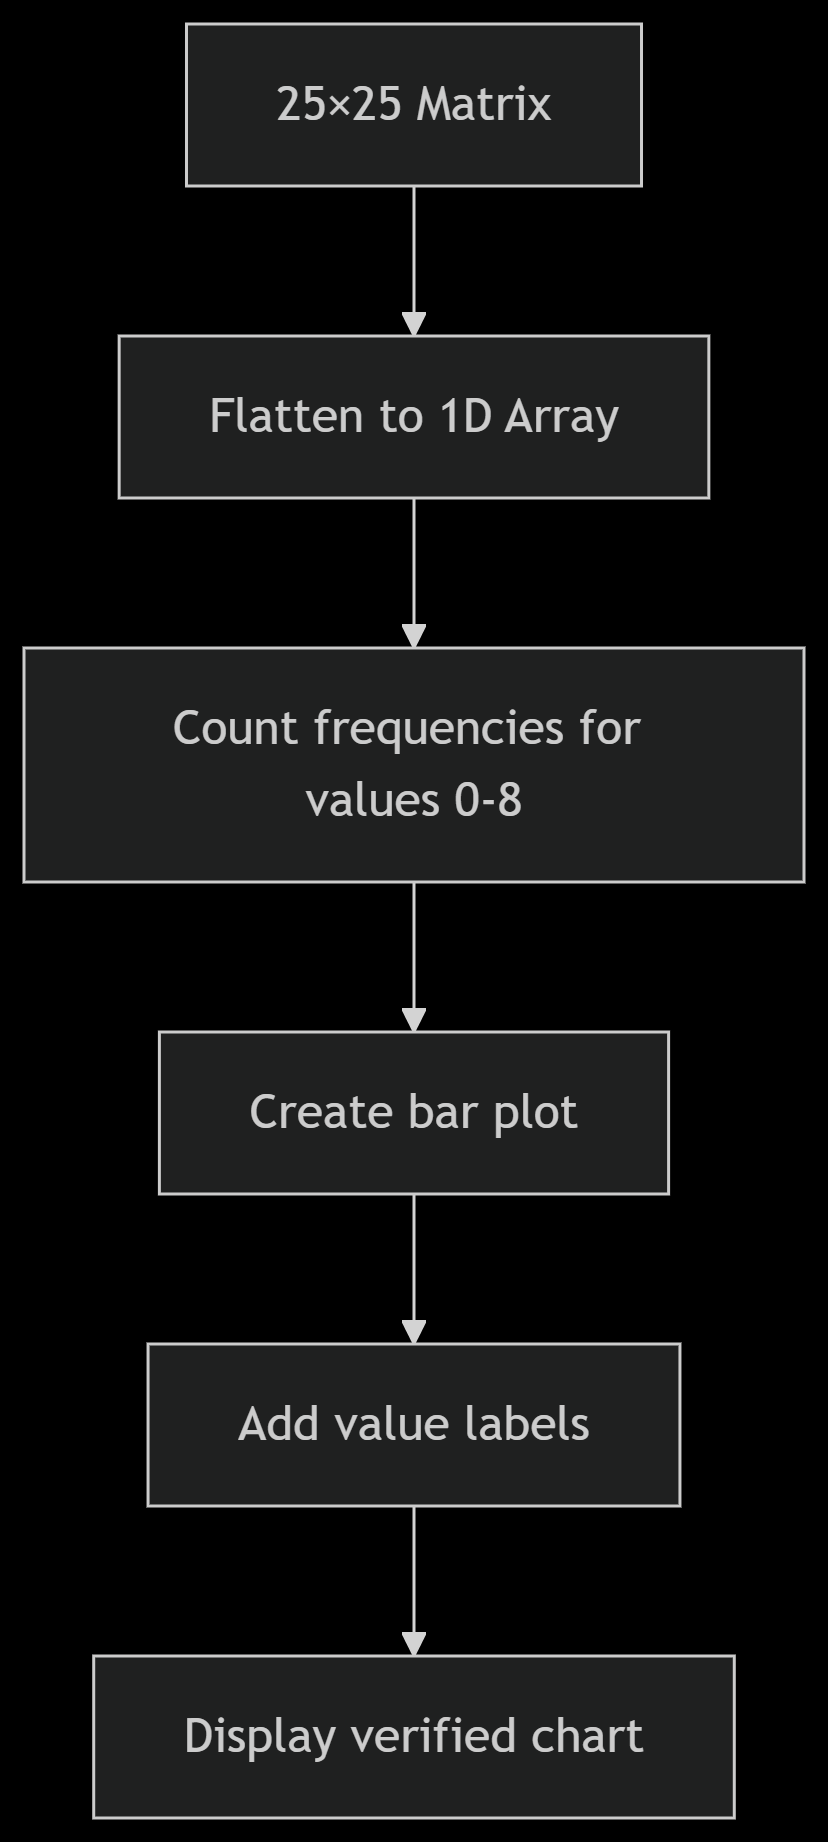 25×25 Matrix
Flatten to 1D Array
Count frequencies for
values 0-8
Create bar plot
Add value labels
Display verified chart